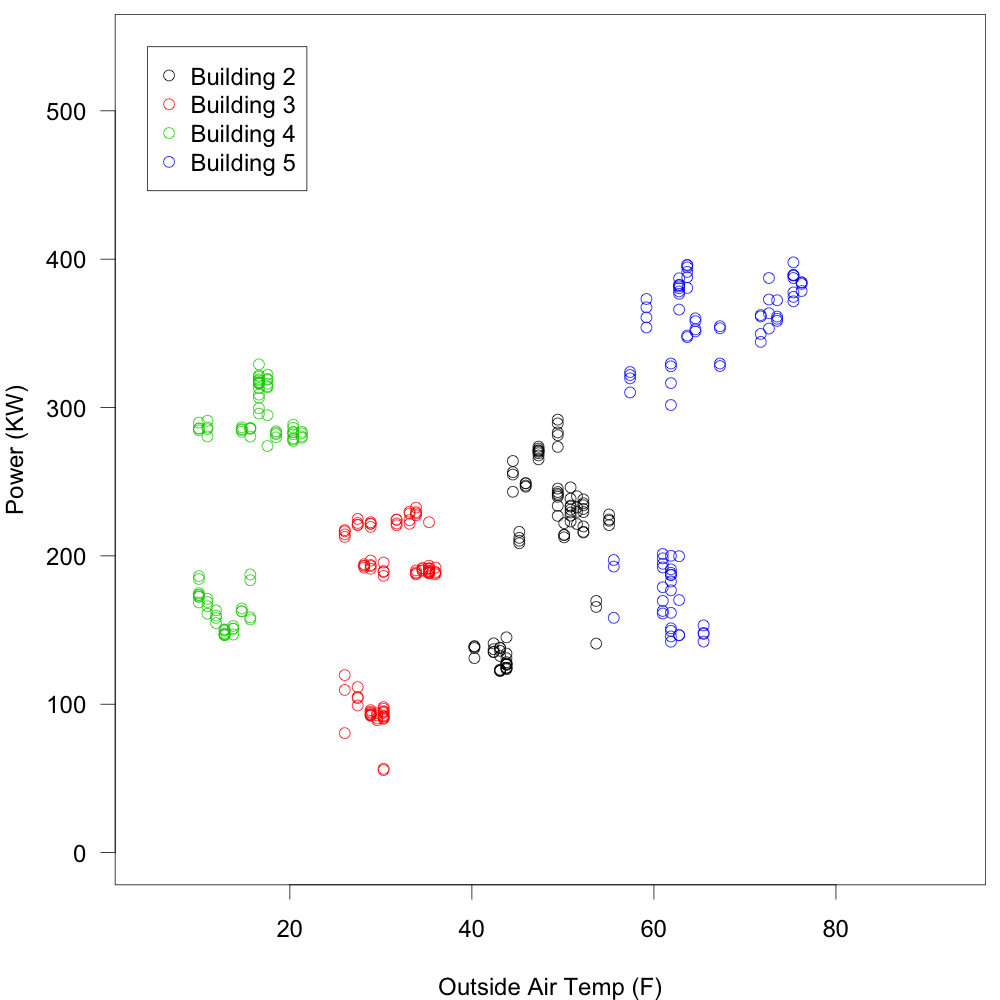 Building 2
Building 3
Building 4
Building 5
500
400
300
200
100
0
Power (KW)
20 40 60 80
Outside Air Temp (F)